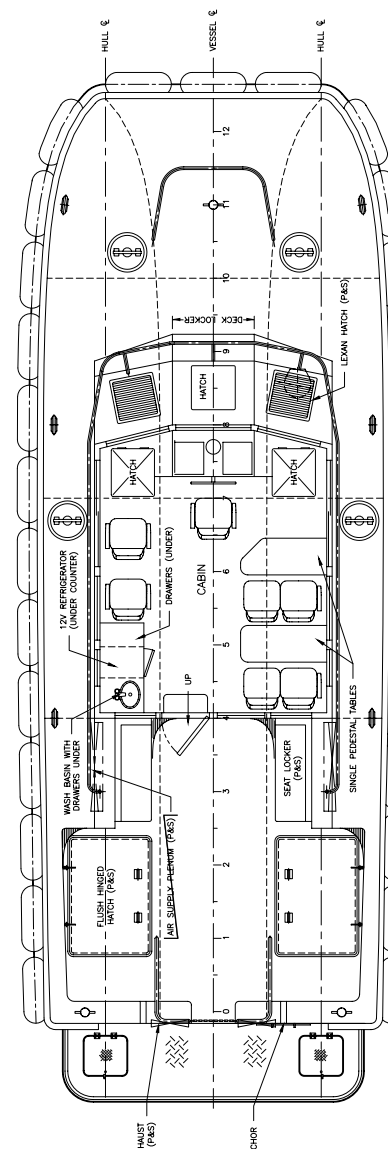 HULL ℄
VESSEL ℄
HULL ℄
12
11
10
DECK LOCKER
9
LEXAN HATCH (P&S)
HATCH
8
HATCH
HATCH
12V REFRIGERATOR
(UNDER COUNTER)
DRAWERS (UNDER)
CABIN
6
5
WASH BASIN WITH
DRAWERS UNDER
UP
4
SINGLE PEDESTAL TABLES
AIR SUPPLY PLENUM (P&S)
3
SEAT LOCKER
(P&S)
FLUSH HINGED
HATCH (P&S)
2
1
0
HAUST
(P&S)
CHOR